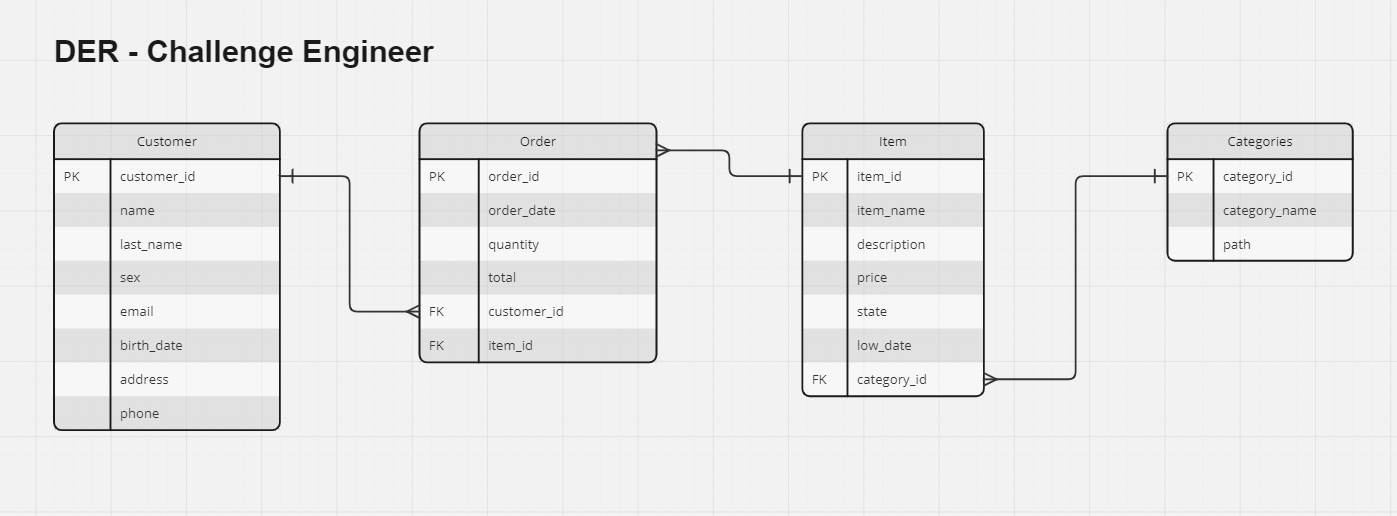 DER - Challenge Engineer
Customer
PK customer_id
name
last_name
sex
email
birth_date
address
phone
Order
PK order_id
order_date
quantity
total
FK customer_id
FK item_id
Item
PK item_id
item_name
description
price
state
low_date
FK category_id
Categories
PK category_id
category_name
path